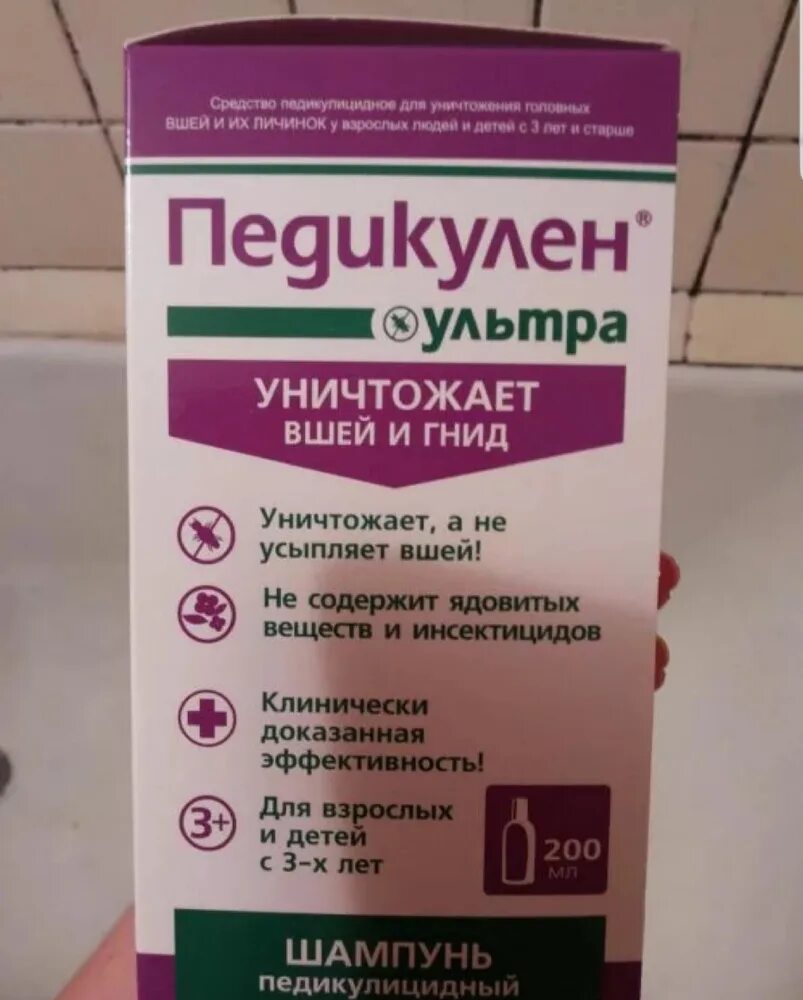 Средство педикулицидное для уничтожения головных
ВШЕЙ И ИХ ЛИЧИНОК у взрослых людей и детей с 3 лет и старше
Педикулен®
ультра
УНИЧТОЖАЕТ
ВШЕЙ И ГНИД
Уничтожает, а не
усыпляет вшей!
Не содержит ядовитых
веществ и инсектицидов
Клинически
доказанная
эффективность!
3+
Для взрослых
и детей
с 3-х лет
200
МЛ
ШАМПУНЬ
педикулицидный